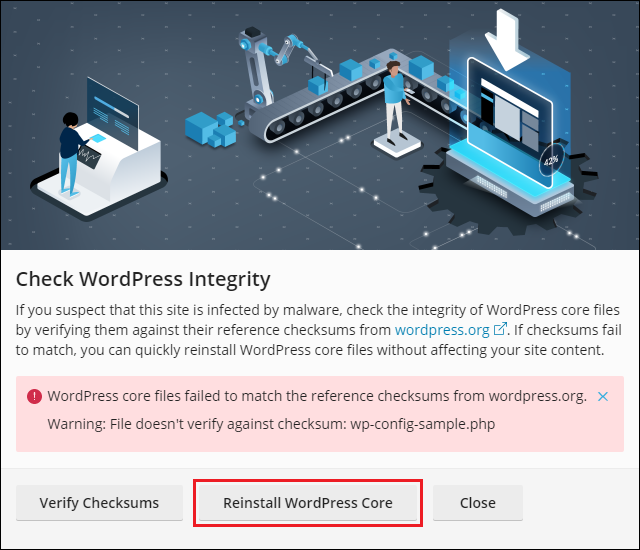 42%
Check WordPress Integrity
If you suspect that this site is infected by malware, check the integrity of WordPress core files
by verifying them against their reference checksums from wordpress.org. If checksums fail
to match, you can quickly reinstall WordPress core files without affecting your site content.
WordPress core files failed to match the reference checksums from wordpress.org.
Warning: File doesn't verify against checksum: wp-config-sample.php
Verify Checksums Reinstall WordPress Core Close